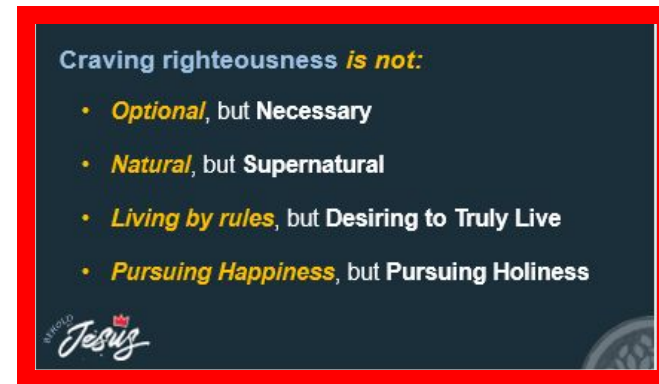 Craving righteousness is not:
• Optional, but Necessary
• Natural, but Supernatural
• Living by rules, but Desiring to Truly Live
• Pursuing Happiness, but Pursuing Holiness
BEHOLD
Jesus